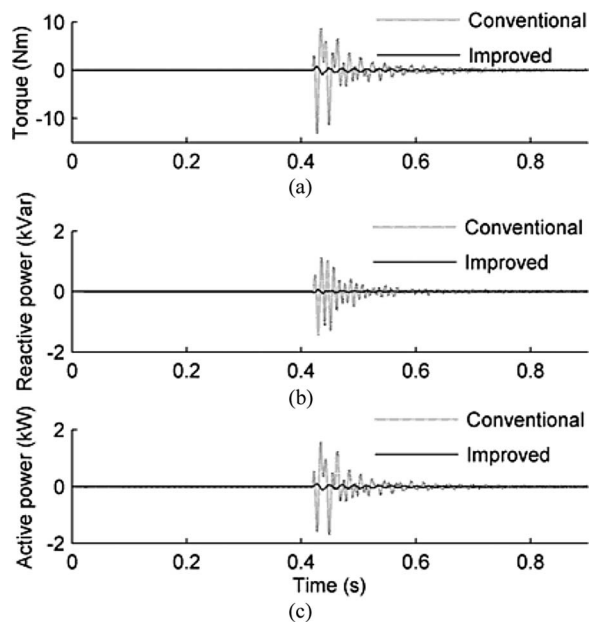 10
0
-10
Torque (Nm)
Conventional
Improved
0 0.2 0.4 0.6 0.8
(a)
2
0
-2
Reactive power (kVar)
Conventional
Improved
0 0.2 0.4 0.6 0.8
(b)
2
0
-2
Active power (kW)
Conventional
Improved
0 0.2 0.4 0.6 0.8
Time (s)
(c)